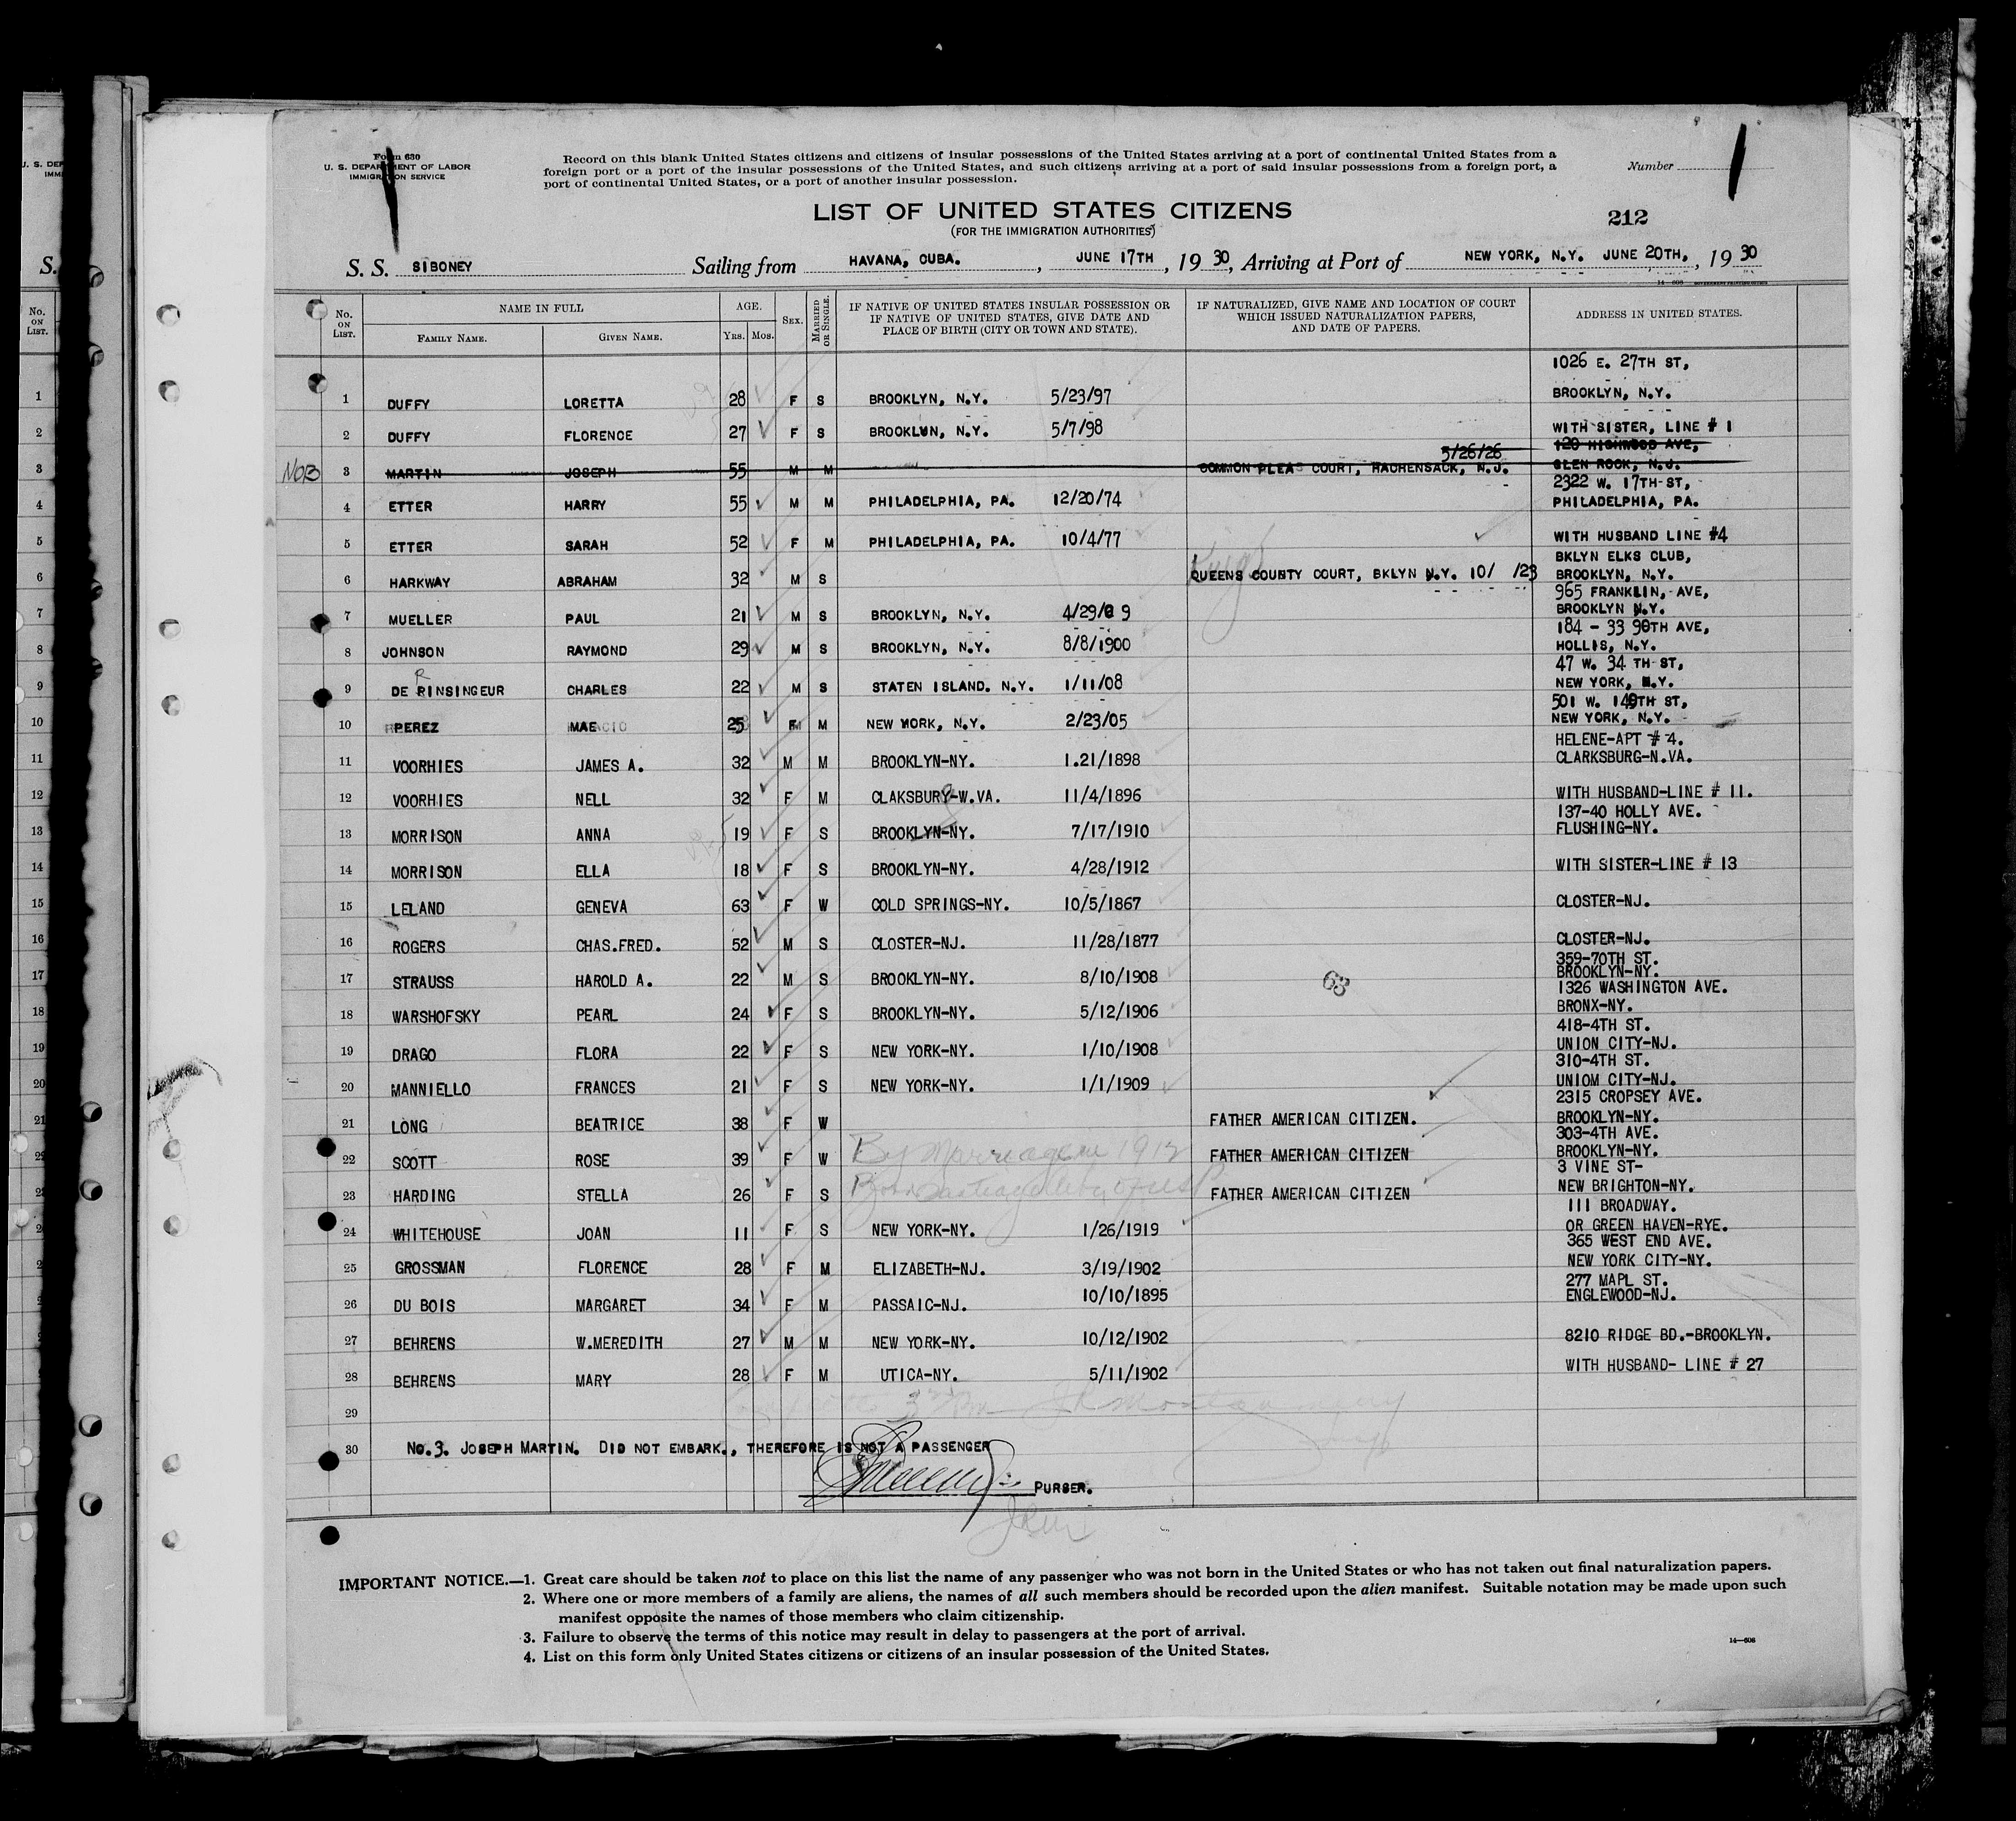 Form 630
U. S. DEPARTMENT OF LABOR
IMMIGRATION SERVICE
Record on this blank United States citizens and citizens of insular possessions of the United States arriving at a port of continental United States from a
foreign port or a port of the insular possessions of the United States, and such citizens arriving at a port of said insular possessions from a foreign port, a
port of continental United States, or a port of another insular possession.
Number
LIST OF UNITED STATES CITIZENS
(FOR THE IMMIGRATION AUTHORITIES)
212
S. S. SIBONEY Sailing from HAVANA, CUBA. , JUNE 17TH , 19 30, Arriving at Port of NEW YORK, N.Y. JUNE 20TH, , 19 30
No. ON LIST. NAME IN FULL FAMILY NAME. GIVEN NAME. AGE. YRS. MOS. SEX. MARRIED OR SINGLE. IF NATIVE OF UNITED STATES INSULAR POSSESSION OR IF NATIVE OF UNITED STATES, GIVE DATE AND PLACE OF BIRTH (CITY OR TOWN AND STATE). IF NATURALIZED, GIVE NAME AND LOCATION OF COURT WHICH ISSUED NATURALIZATION PAPERS, AND DATE OF PAPERS. ADDRESS IN UNITED STATES.
1026 E. 27TH ST,
1 DUFFY LORETTA 28 F S BROOKLYN, N.Y. 5/23/97 BROOKLYN, N.Y.
2 DUFFY FLORENCE 27 F S BROOKLUN, N.Y. 5/7/98 WITH SISTER, LINE # 1
5/26/26 120 HIGHWOOD AVE,
NOB 3 MARTIN JOSEPH 55 M M COMMON PLEAS COURT, HACHENSACK, N.J. GLEN ROCK, N.J.
2322 W. 17TH ST,
4 ETTER HARRY 55 M M PHILADELPHIA, PA. 12/20/74 PHILADELPHIA, PA.
5 ETTER SARAH 52 F M PHILADELPHIA, PA. 10/4/77 WITH HUSBAND LINE #4
Kings BKLYN ELKS CLUB,
6 HARKWAY ABRAHAM 32 M S QUEENS COUNTY COURT, BKLYN N.Y. 10/ /23 BROOKLYN, N.Y.
965 FRANKLIN, AVE,
7 MUELLER PAUL 21 M S BROOKLYN, N.Y. 4/29/09 BROOKLYN N.Y.
184 - 33 90TH AVE,
8 JOHNSON RAYMOND 29 M S BROOKLYN, N.Y. 8/8/1900 HOLLIS, N.Y.
R 47 W. 34 TH ST,
9 DE RINSINGEUR CHARLES 22 M S STATEN ISLAND. N.Y. 1/11/08 NEW YORK, N.Y.
501 W. 149TH ST,
10 PEREZ MAE 25 F M NEW WORK, N.Y. 2/23/05 NEW YORK, N.Y.
HELENE-APT # 4.
11 VOORHIES JAMES A. 32 M M BROOKLYN-NY. 1.21/1898 CLARKSBURG-N.VA.
12 VOORHIES NELL 32 F M CLAKSBURY-W.VA. 11/4/1896 WITH HUSBAND-LINE # 11.
137-40 HOLLY AVE.
13 MORRISON ANNA 19 F S BROOKLYN-NY. 7/17/1910 FLUSHING-NY.
14 MORRISON ELLA 18 F S BROOKLYN-NY. 4/28/1912 WITH SISTER-LINE # 13
15 LELAND GENEVA 63 F W COLD SPRINGS-NY. 10/5/1867 CLOSTER-NJ.
16 ROGERS CHAS.FRED. 52 M S CLOSTER-NJ. 11/28/1877 CLOSTER-NJ.
359-70TH ST.
17 STRAUSS HAROLD A. 22 M S BROOKLYN-NY. 8/10/1908 63 BROOKLYN-NY.
1326 WASHINGTON AVE.
18 WARSHOFSKY PEARL 24 F S BROOKLYN-NY. 5/12/1906 BRONX-NY.
418-4TH ST.
19 DRAGO FLORA 22 F S NEW YORK-NY. 1/10/1908 UNION CITY-NJ.
310-4TH ST.
20 MANNIELLO FRANCES 21 F S NEW YORK-NY. 1/1/1909 UNIOM CITY-NJ.
2315 CROPSEY AVE.
21 LONG BEATRICE 38 F W FATHER AMERICAN CITIZEN. BROOKLYN-NY.
303-4TH AVE.
22 SCOTT ROSE 39 F W By Marriage in 1912 FATHER AMERICAN CITIZEN BROOKLYN-NY.
3 VINE ST-
23 HARDING STELLA 26 F S FATHER AMERICAN CITIZEN NEW BRIGHTON-NY.
111 BROADWAY.
24 WHITEHOUSE JOAN 11 F S NEW YORK-NY. 1/26/1919 OR GREEN HAVEN-RYE.
365 WEST END AVE.
25 GROSSMAN FLORENCE 28 F M ELIZABETH-NJ. 3/19/1902 NEW YORK CITY-NY.
277 MAPL ST.
26 DU BOIS MARGARET 34 F M PASSAIC-NJ. 10/10/1895 ENGLEWOOD-NJ.
27 BEHRENS W.MEREDITH 27 M M NEW YORK-NY. 10/12/1902 8210 RIDGE BD.-BROOKLYN.
28 BEHRENS MARY 28 F M UTICA-NY. 5/11/1902 WITH HUSBAND- LINE # 27
29
30 No.3. JOSEPH MARTIN. DID NOT EMBARK., THEREFORE IS NOT A PASSENGER
PURSER.
IMPORTANT NOTICE.—1. Great care should be taken not to place on this list the name of any passenger who was not born in the United States or who has not taken out final naturalization papers.
2. Where one or more members of a family are aliens, the names of all such members should be recorded upon the alien manifest. Suitable notation may be made upon such
manifest opposite the names of those members who claim citizenship.
3. Failure to observe the terms of this notice may result in delay to passengers at the port of arrival.
4. List on this form only United States citizens or citizens of an insular possession of the United States.
14—608